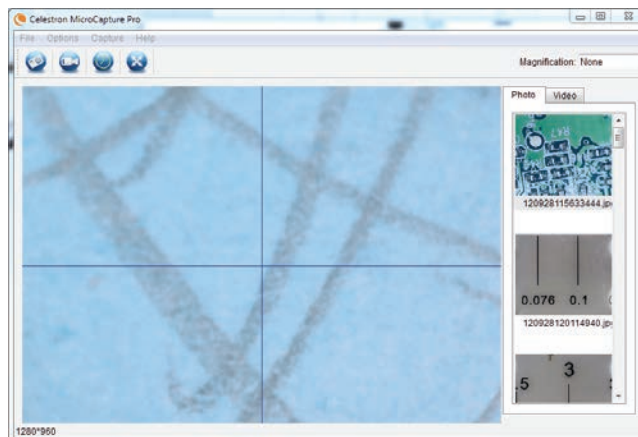 Celestron MicroCapture Pro
File Options Capture Help
Magnification: None
Photo Video
R47
120928115633444.jpg
0.076 0.1
120928120114940.jpg
.5 3
1280*960